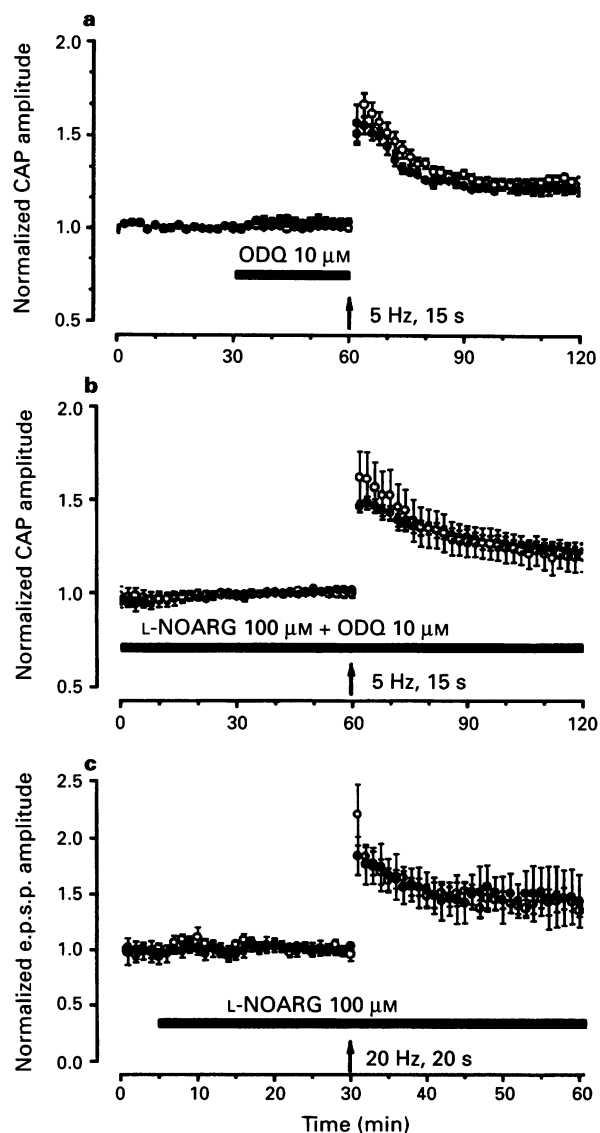 a
Normalized CAP amplitude
2.0
1.5
1.0
0.5
ODQ 10 μM
5 Hz, 15 s
0 30 60 90 120
b
Normalized CAP amplitude
2.0
1.5
1.0
0.5
L-NOARG 100 μM + ODQ 10 μM
5 Hz, 15 s
0 30 60 90 120
c
Normalized e.p.s.p. amplitude
2.5
2.0
1.5
1.0
0.5
0.0
L-NOARG 100 μM
20 Hz, 20 s
0 10 20 30 40 50 60
Time (min)